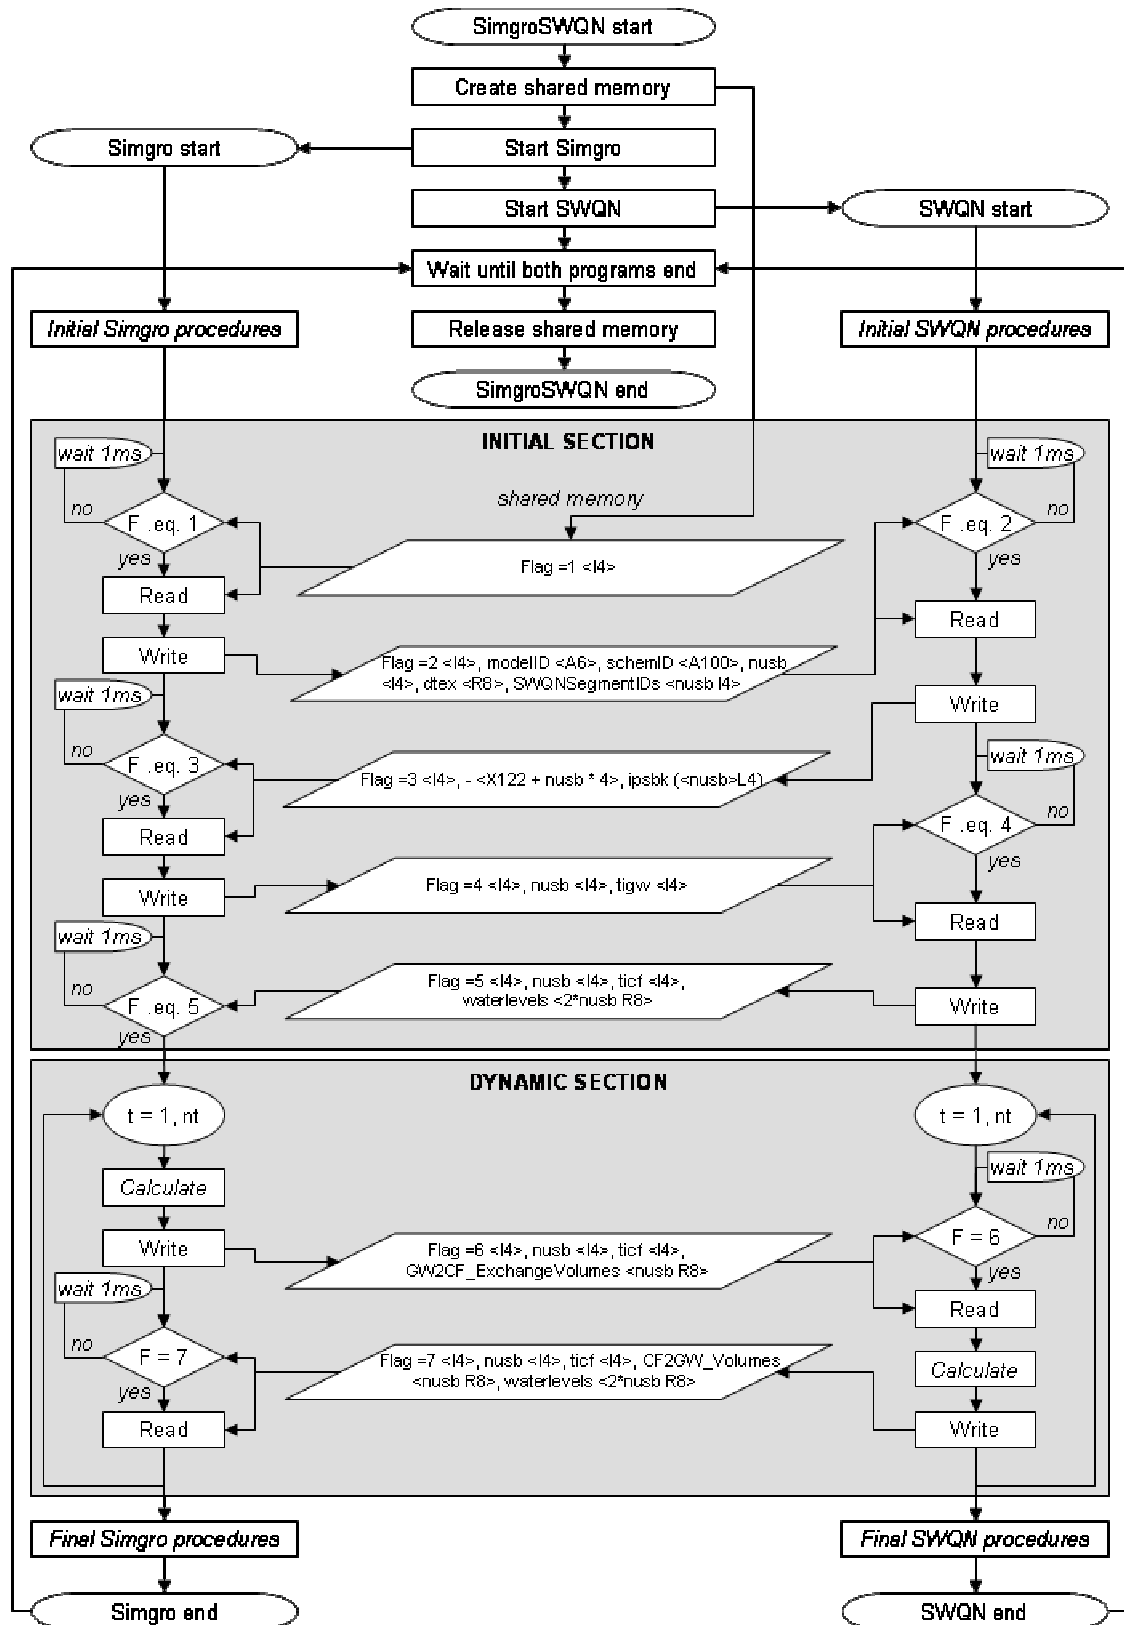 SimgroSWQN start
Create shared memory
Simgro start
Start Simgro
Start SWQN
SWQN start
Wait until both programs end
Initial Simgro procedures
Release shared memory
Initial SWQN procedures
SimgroSWQN end
INITIAL SECTION
wait 1ms
wait 1ms
shared memory
no
F .eq. 1
yes
Flag =1 <I4>
no
F .eq. 2
yes
Read
Read
Write
Flag =2 <I4>, modelID <A6>, schemID <A100>, nusb
<I4>, dtex <R8>, SWQNSegmentIDs <nusb I4>
wait 1ms
Write
no
F .eq. 3
yes
Flag =3 <I4>, - <X122 + nusb * 4>, ipsbk (<nusb>L4)
wait 1ms
no
F .eq. 4
yes
Read
Write
Flag =4 <I4>, nusb <I4>, tigw <I4>
Read
wait 1ms
no
F .eq. 5
yes
Flag =5 <I4>, nusb <I4>, ticf <I4>,
waterlevels <2*nusb R8>
Write
DYNAMIC SECTION
t = 1, nt
t = 1, nt
Calculate
wait 1ms
Write
Flag =6 <I4>, nusb <I4>, ticf <I4>,
GW2CF_ExchangeVolumes <nusb R8>
F = 6
no
yes
wait 1ms
Read
no
F = 7
yes
Flag =7 <I4>, nusb <I4>, ticf <I4>, CF2GW_Volumes
<nusb R8>, waterlevels <2*nusb R8>
Calculate
Read
Write
Final Simgro procedures
Final SWQN procedures
Simgro end
SWQN end